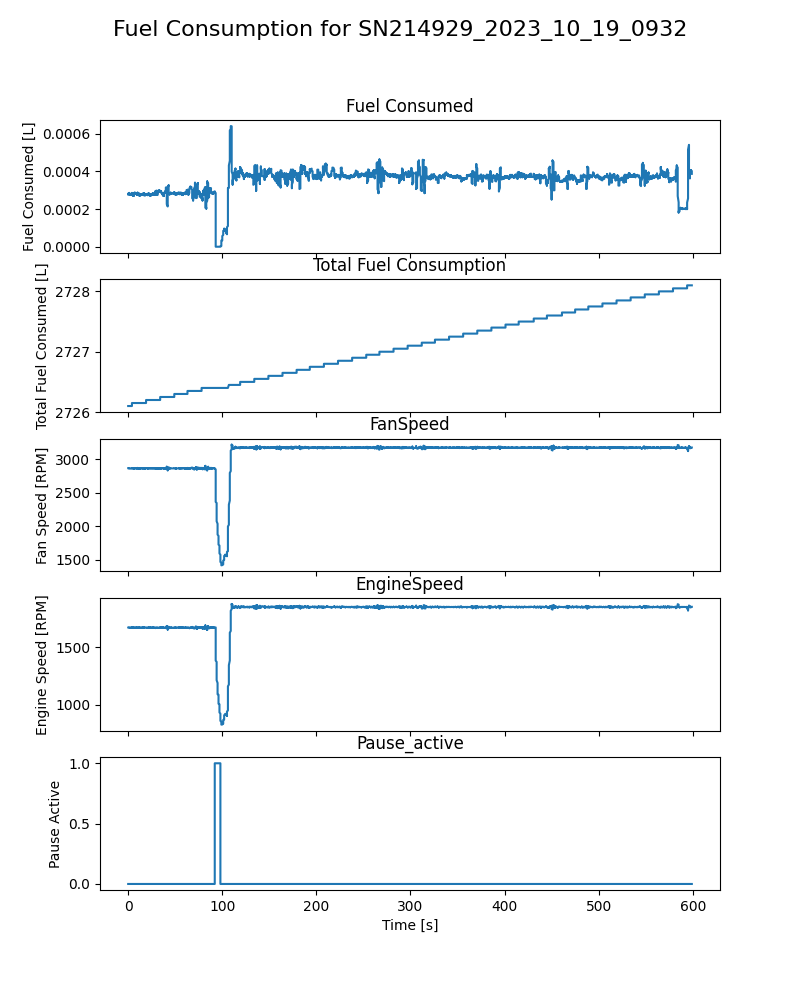 Fuel Consumption for SN214929_2023_10_19_0932
Fuel Consumed
Fuel Consumed [L]
0.0006
0.0004
0.0002
0.0000
Total Fuel Consumption
Total Fuel Consumed [L]
2728
2727
2726
FanSpeed
Fan Speed [RPM]
3000
2500
2000
1500
EngineSpeed
Engine Speed [RPM]
1500
1000
Pause_active
Pause Active
1.0
0.5
0.0
0 100 200 300 400 500 600
Time [s]